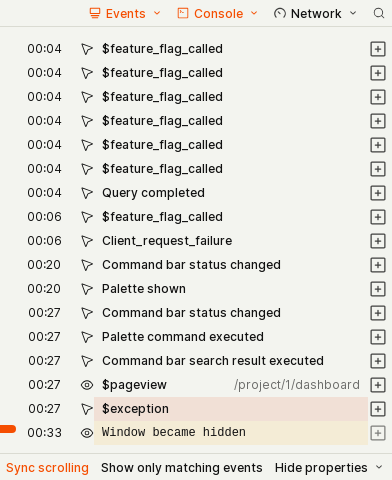 Events Console Network
00:04 $feature_flag_called
00:04 $feature_flag_called
00:04 $feature_flag_called
00:04 $feature_flag_called
00:04 $feature_flag_called
00:04 $feature_flag_called
00:04 Query completed
00:06 $feature_flag_called
00:06 Client_request_failure
00:20 Command bar status changed
00:20 Palette shown
00:27 Command bar status changed
00:27 Palette command executed
00:27 Command bar search result executed
00:27 $pageview /project/1/dashboard
00:27 $exception
00:33 Window became hidden
Sync scrolling Show only matching events Hide properties